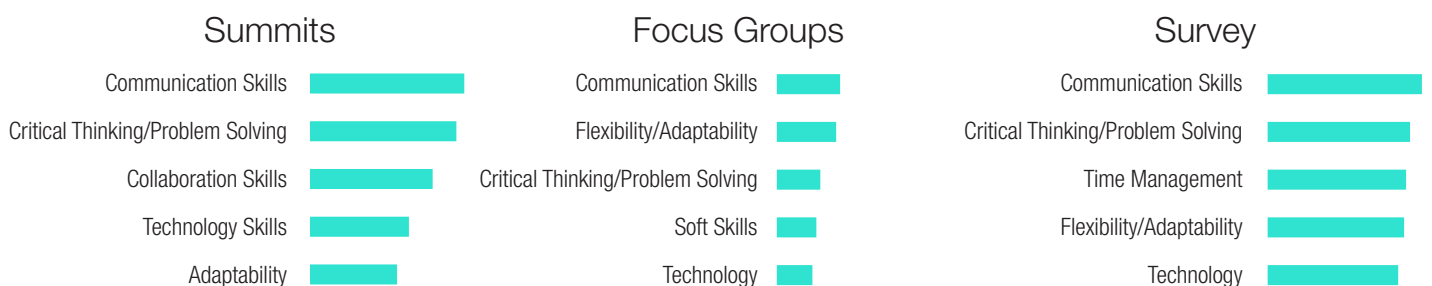 Summits
Communication Skills
Critical Thinking/Problem Solving
Collaboration Skills
Technology Skills
Adaptability
Focus Groups
Communication Skills
Flexibility/Adaptability
Critical Thinking/Problem Solving
Soft Skills
Technology
Survey
Communication Skills
Critical Thinking/Problem Solving
Time Management
Flexibility/Adaptability
Technology